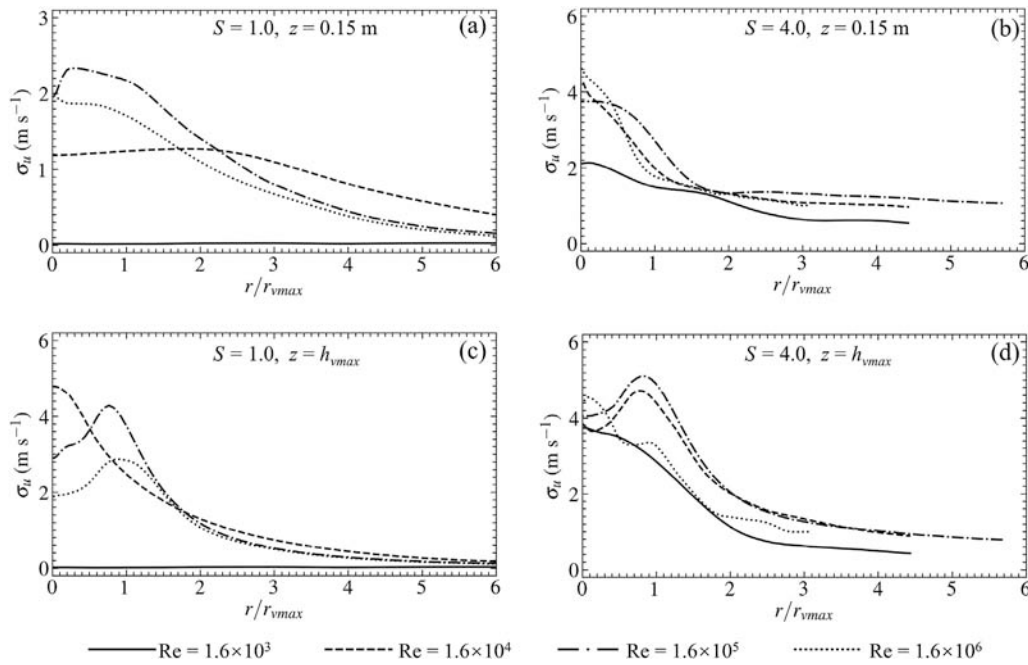 (a)
S = 1.0, z = 0.15 m
3
2
1
0
σu (m s−1)
0 1 2 3 4 5 6
r/rvmax
(b)
S = 4.0, z = 0.15 m
6
4
2
0
σu (m s−1)
0 1 2 3 4 5 6
r/rvmax
(c)
S = 1.0, z = hvmax
6
4
2
0
σu (m s−1)
0 1 2 3 4 5 6
r/rvmax
(d)
S = 4.0, z = hvmax
6
4
2
0
σu (m s−1)
0 1 2 3 4 5 6
r/rvmax
Re = 1.6×10³ Re = 1.6×10⁴ Re = 1.6×10⁵ Re = 1.6×10⁶